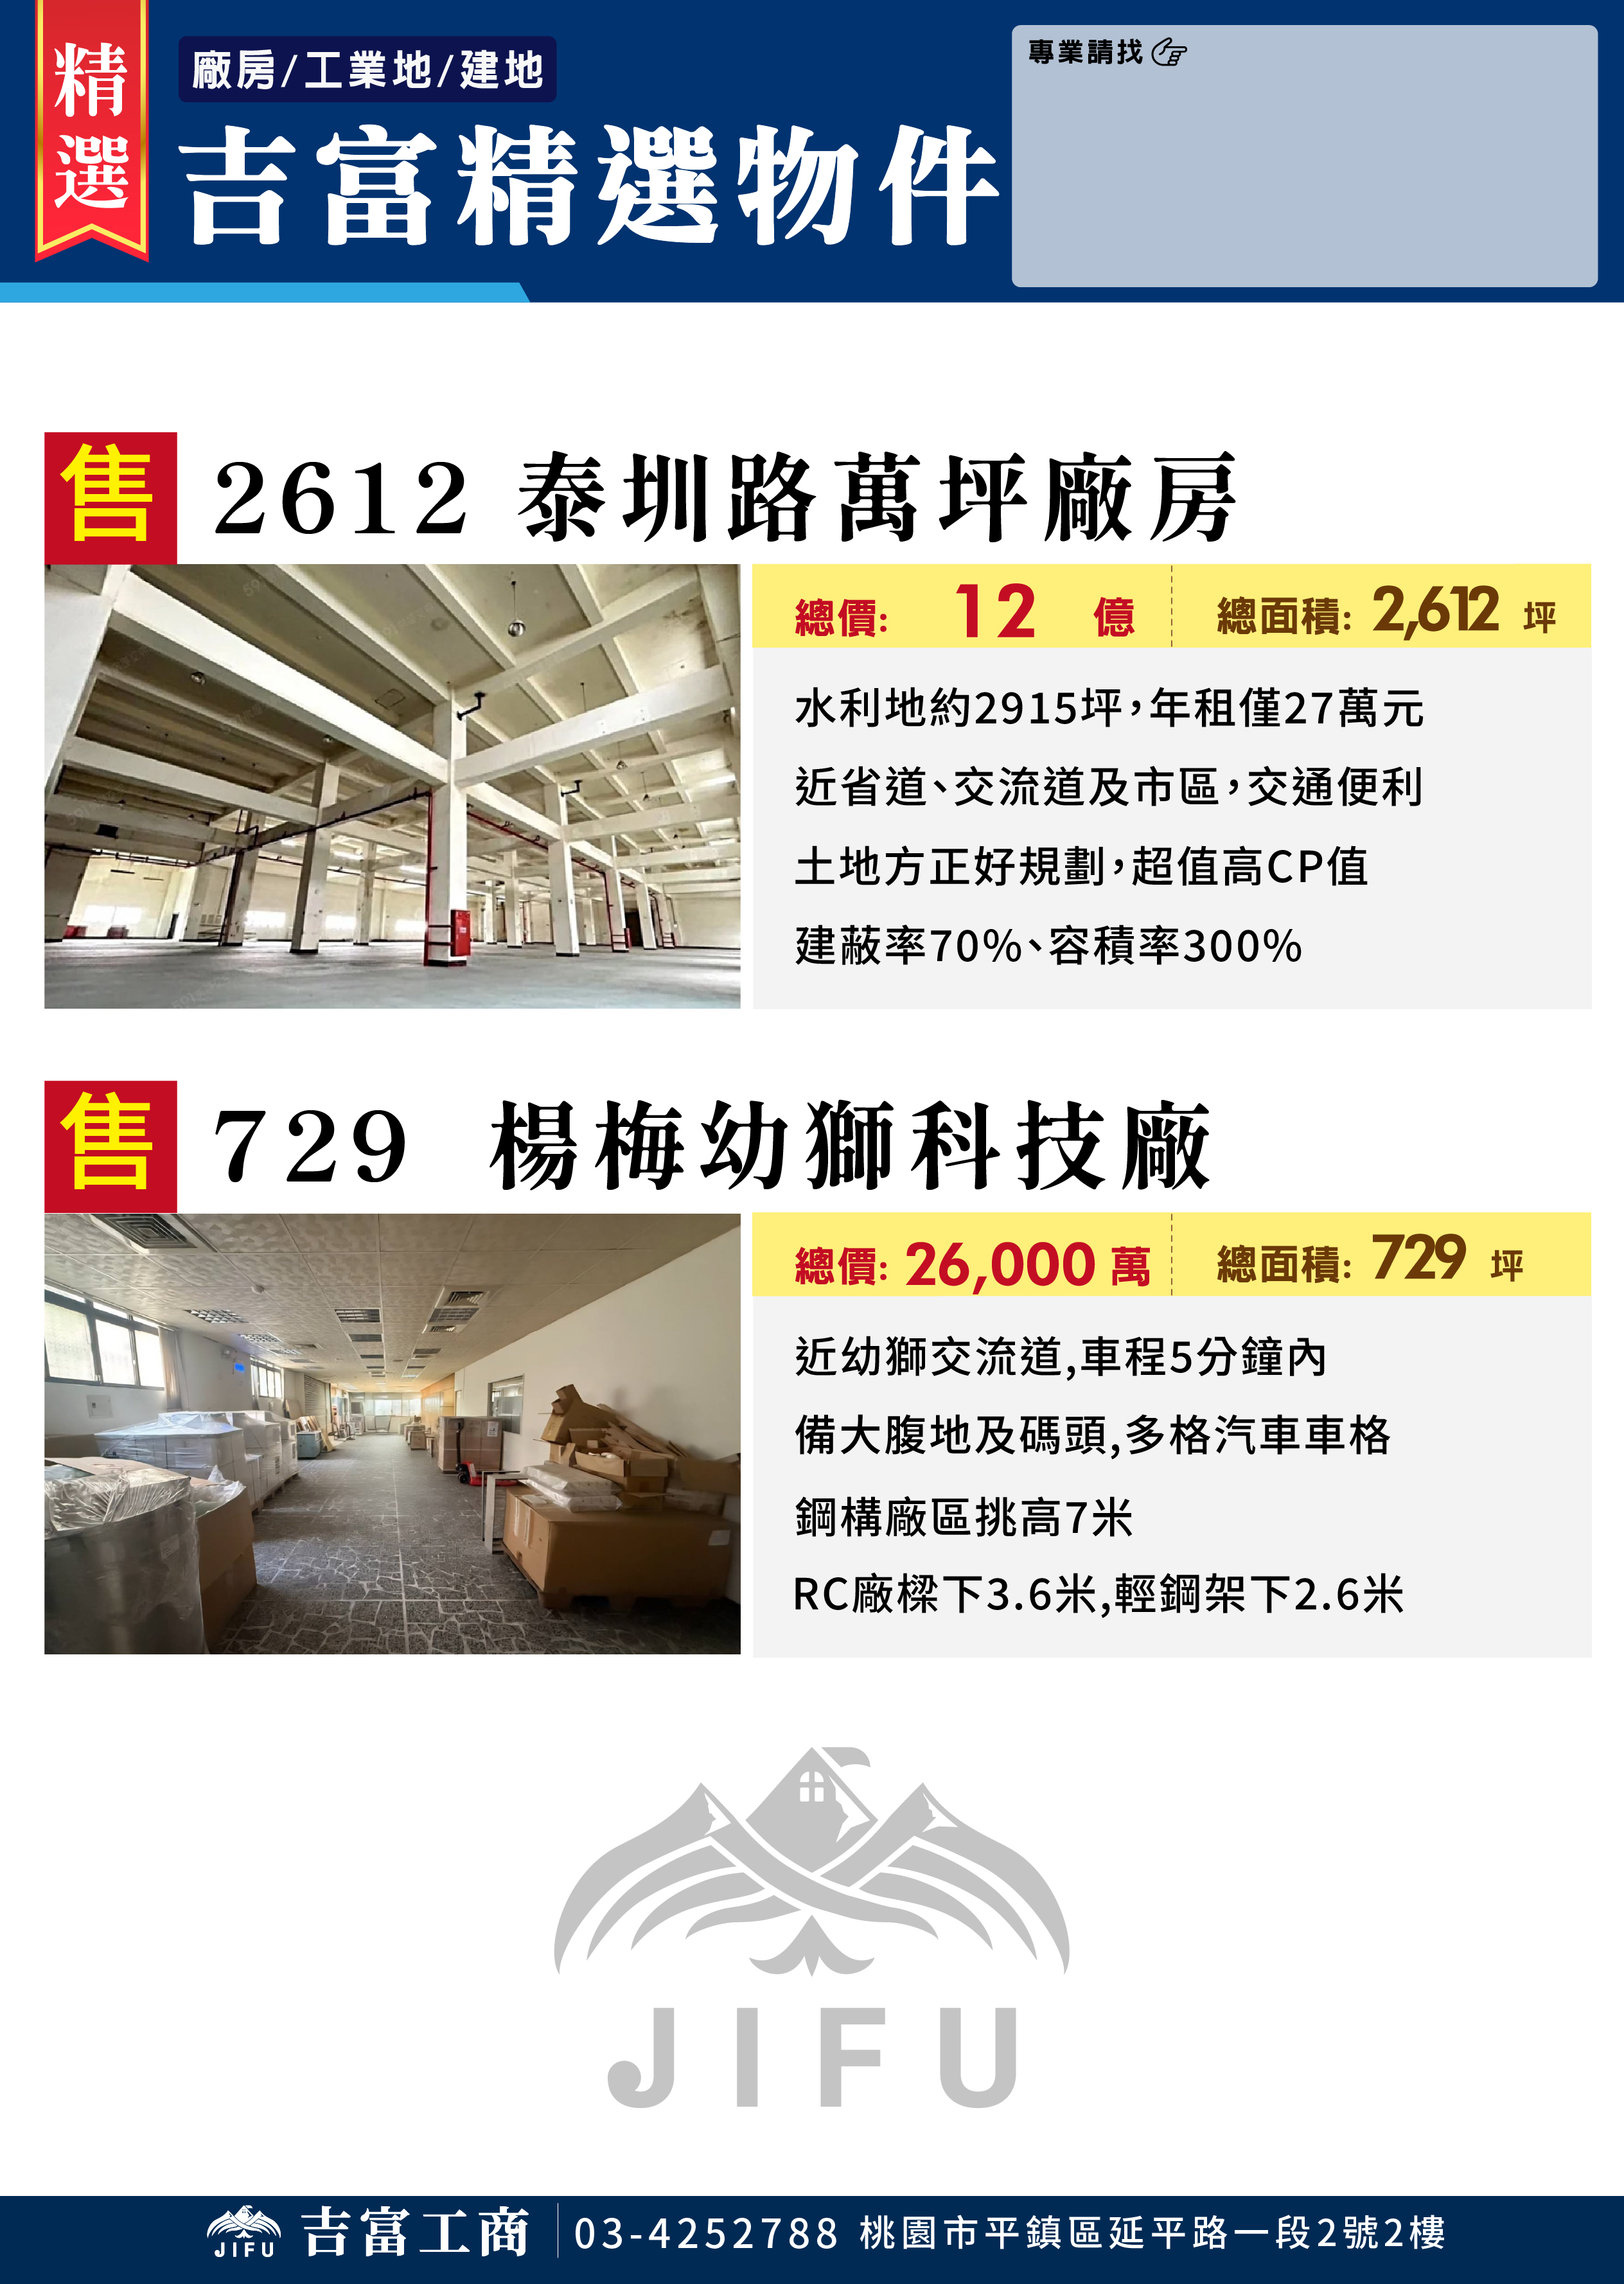 精選
廠房/工業地/建地
吉富精選物件
專業請找
售
2612 泰圳路萬坪廠房
總價: 12 億
總面積: 2,612 坪
水利地約2915坪,年租僅27萬元
近省道、交流道及市區,交通便利
土地方正好規劃,超值高CP值
建蔽率70%、容積率300%
售
729 楊梅幼獅科技廠
總價: 26,000 萬
總面積: 729 坪
近幼獅交流道,車程5分鐘內
備大腹地及碼頭,多格汽車車格
鋼構廠區挑高7米
RC廠樑下3.6米,輕鋼架下2.6米
JIFU
JIFU
吉富工商
03-4252788 桃園市平鎮區延平路一段2號2樓